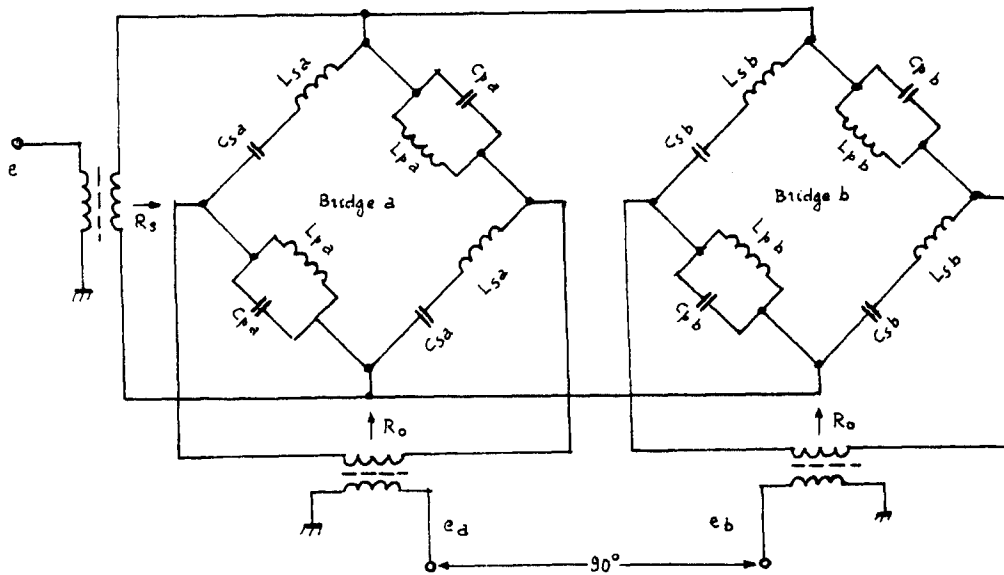 Lsa
Cpa
Lsb
Cpb
Csa
Lpa
Csb
Lpb
e
Bridge a
Bridge b
Rs
Lpa
Lpb
Lsa
Lsb
Cpa
Csa
Cpb
Csb
Ro
Ro
ea
eb
90°